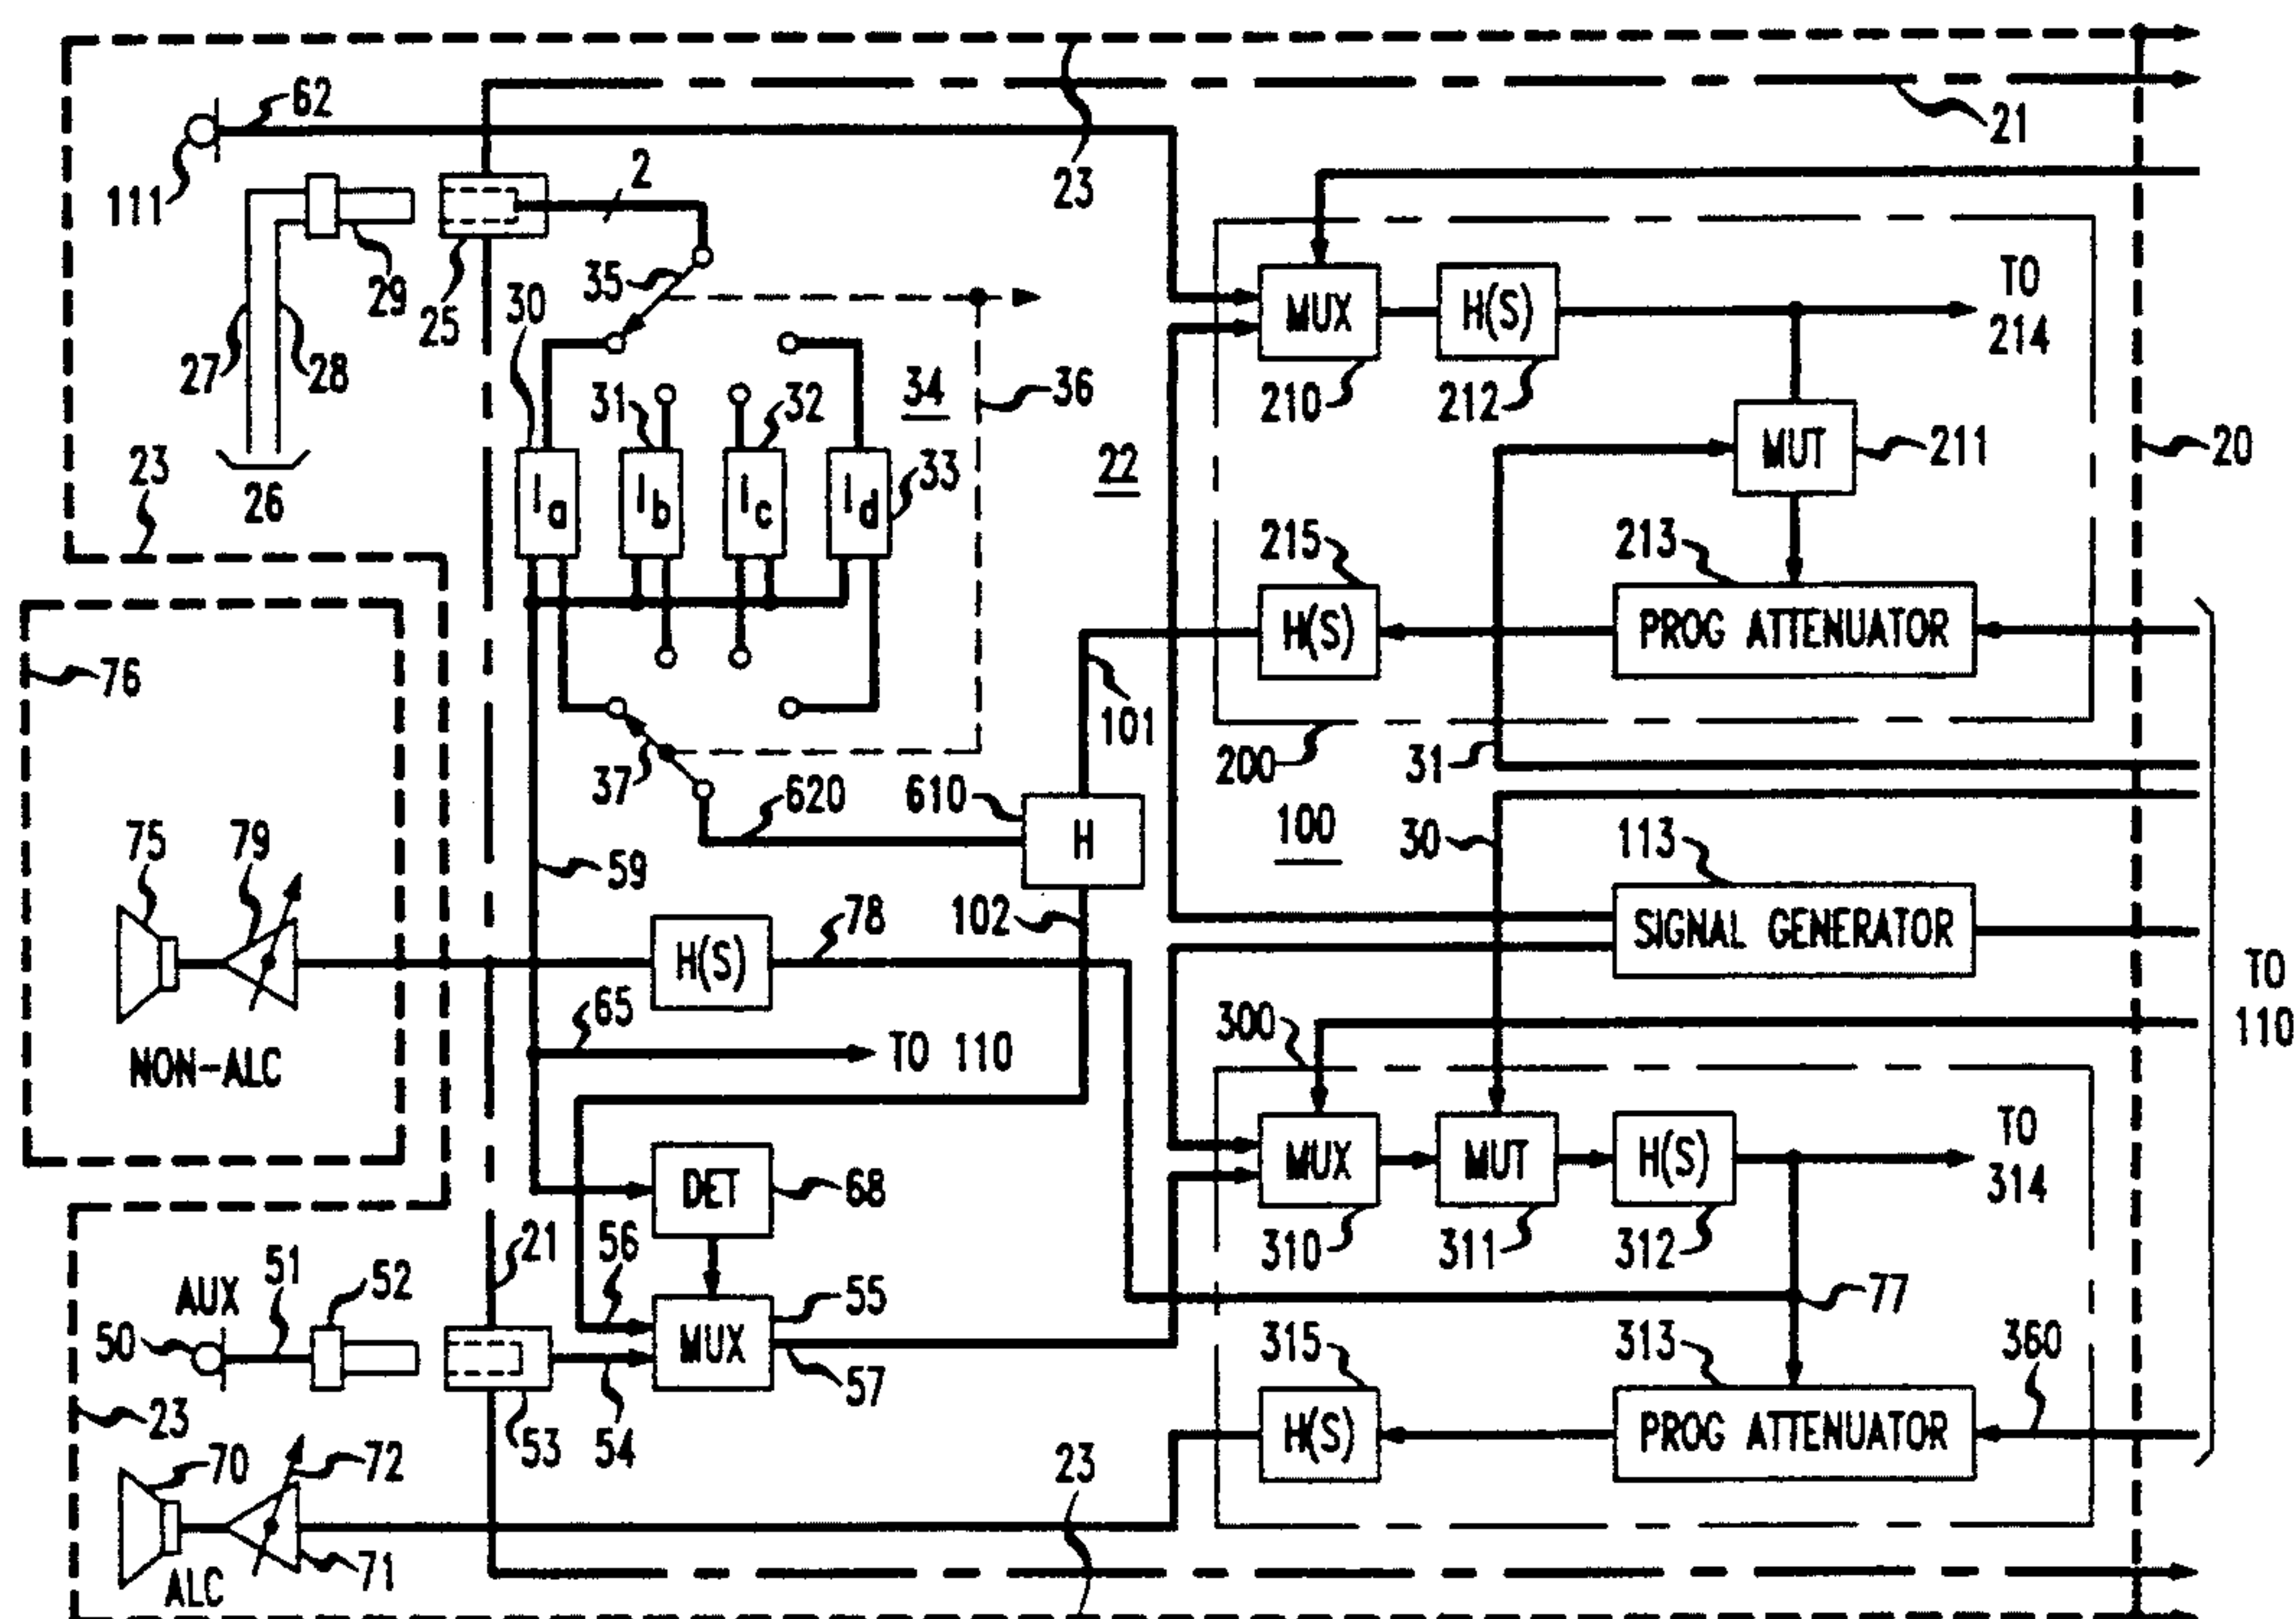 62
111
2
23
21
35
30
29
25
27
28
23
26
31
32
34
36
33
Ia
Ib
Ic
Id
22
MUX
H(S)
TO
214
210
212
MUT
211
20
215
213
H(S)
PROG ATTENUATOR
101
200
31
76
37
620
610
H
100
30
113
75
79
59
78
102
H(S)
SIGNAL GENERATOR
TO
110
65
TO 110
300
NON-ALC
MUX
MUT
H(S)
TO
314
310
311
312
DET
68
56
21
AUX
51
52
50
55
MUX
57
77
315
313
360
23
53
54
H(S)
PROG ATTENUATOR
70
72
23
71
ALC